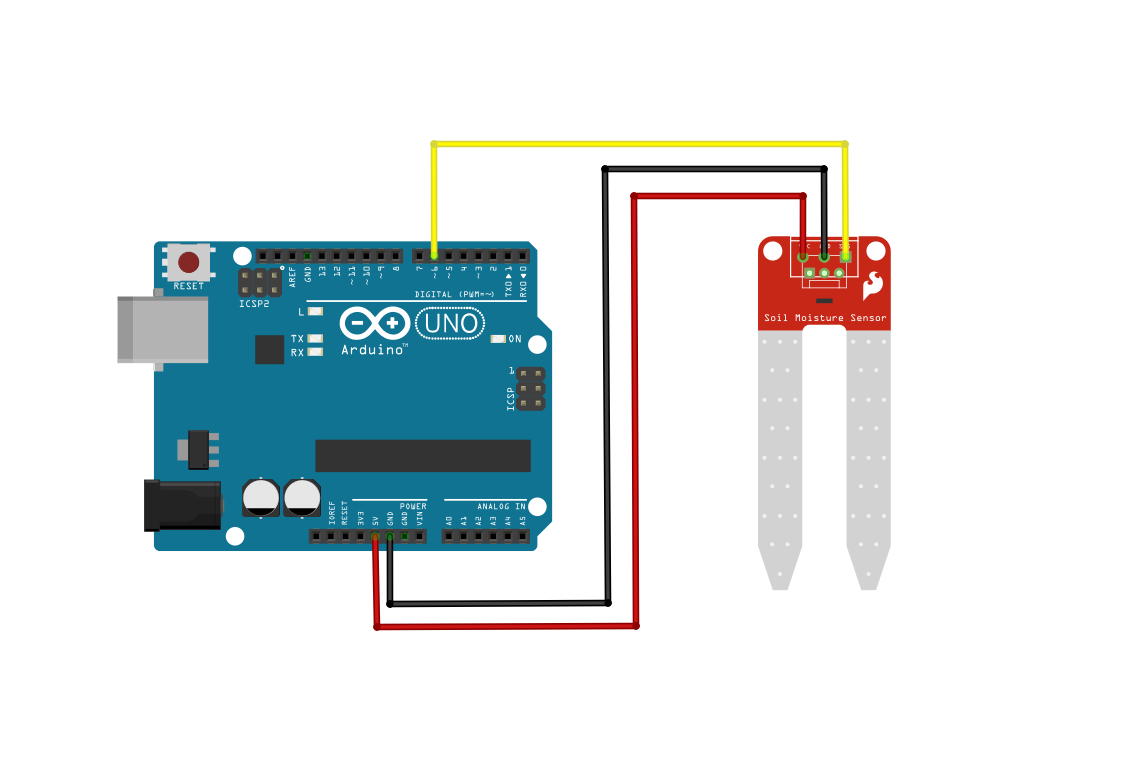 RESET
AREF
GND
13
12
~11
~10
~9
8
7
~6
~5
4
~3
2
TX0▶1
RX0◀0
ICSP2
DIGITAL (PWM=~)
L
UNO
TX
RX
ON
Arduino™
1
ICSP
Soil Moisture Sensor
POWER
ANALOG IN
IOREF
RESET
3V3
5V
GND
GND
VIN
A0
A1
A2
A3
A4
A5